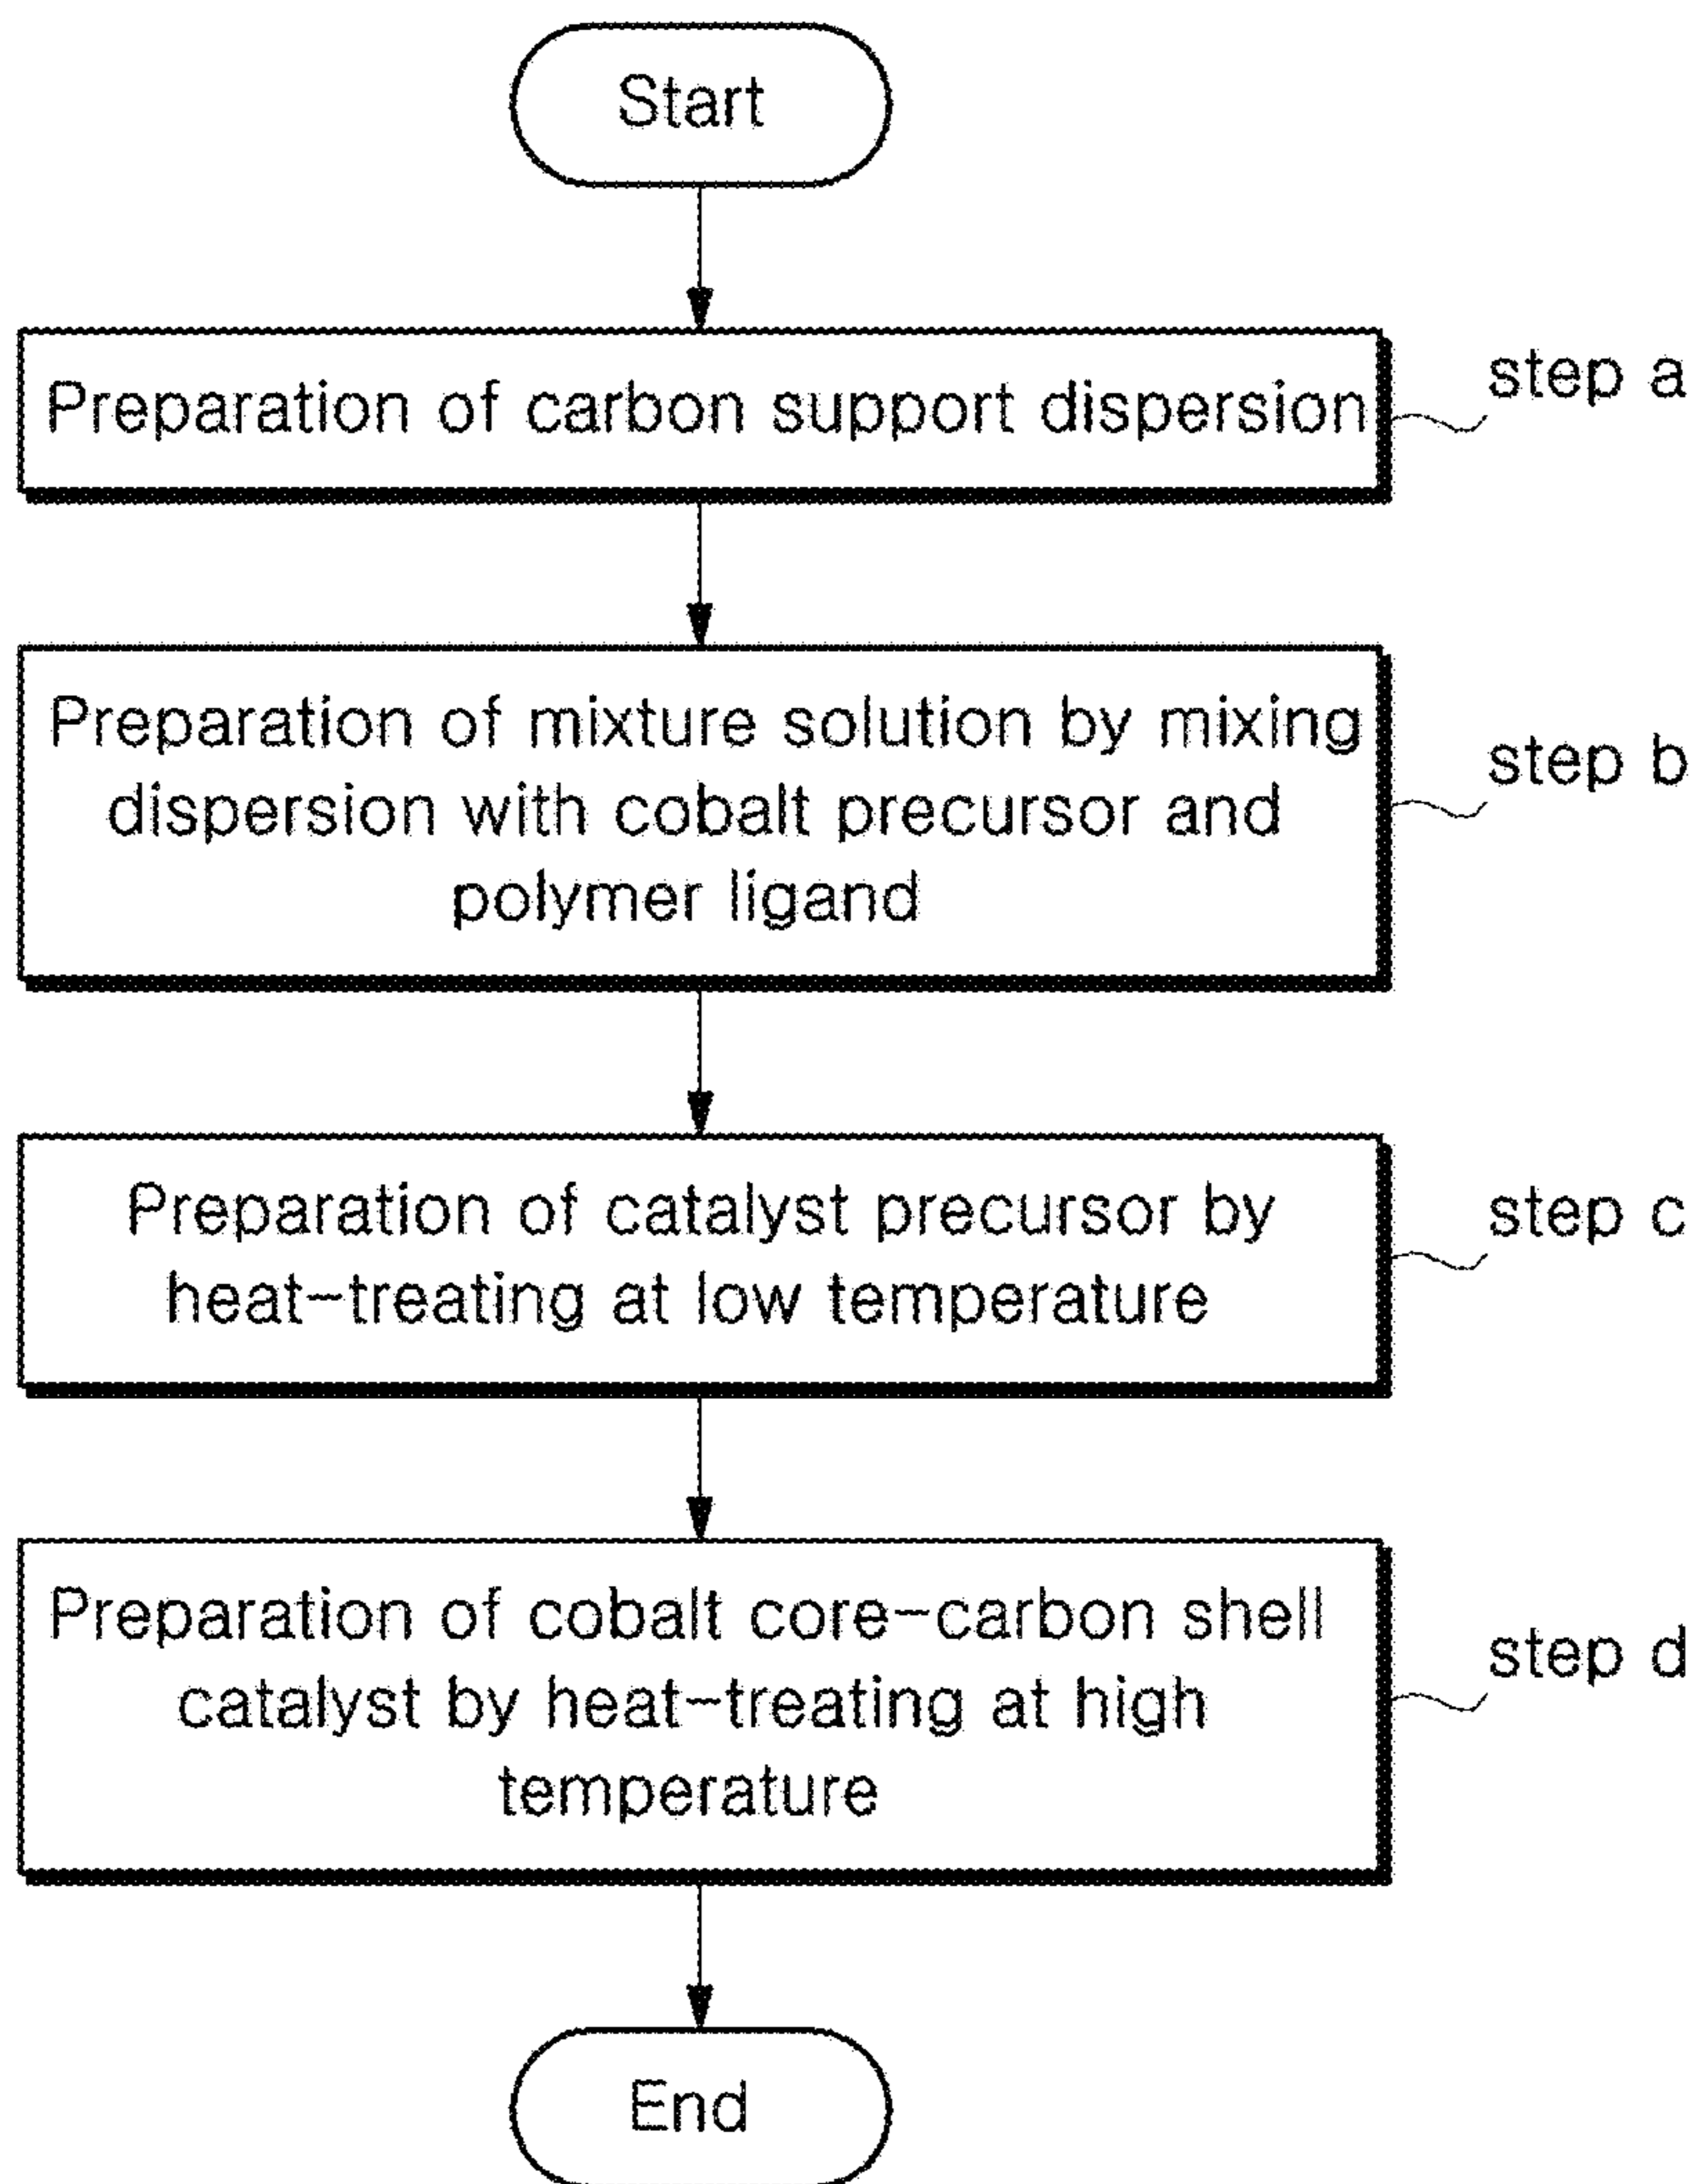 Start
Preparation of carbon support dispersion
step a
Preparation of mixture solution by mixing
dispersion with cobalt precursor and
polymer ligand
step b
Preparation of catalyst precursor by
heat-treating at low temperature
step c
Preparation of cobalt core-carbon shell
catalyst by heat-treating at high
temperature
step d
End